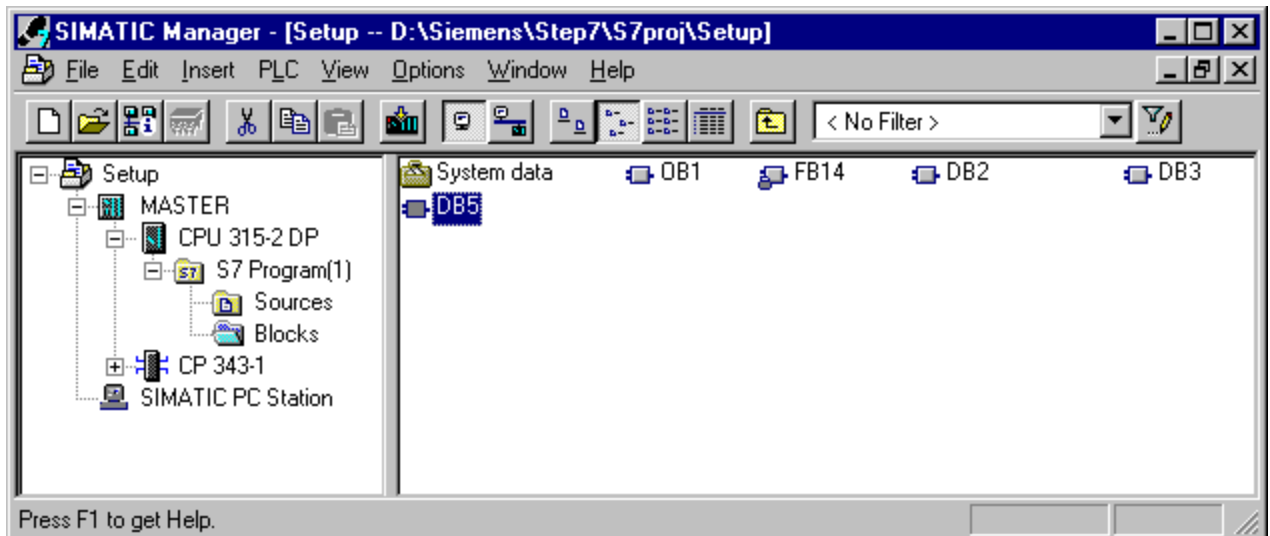 SIMATIC Manager - [Setup -- D:\Siemens\Step7\S7proj\Setup]
File Edit Insert PLC View Options Window Help
< No Filter >
Setup
MASTER
CPU 315-2 DP
S7 Program(1)
Sources
Blocks
CP 343-1
SIMATIC PC Station
System data OB1 FB14 DB2 DB3
DB5
Press F1 to get Help.